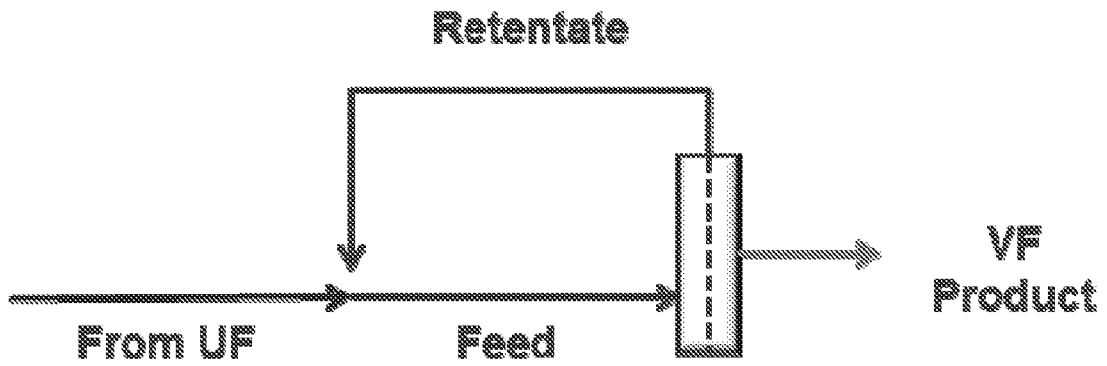 Retentate
VF
Product
From UF
Feed